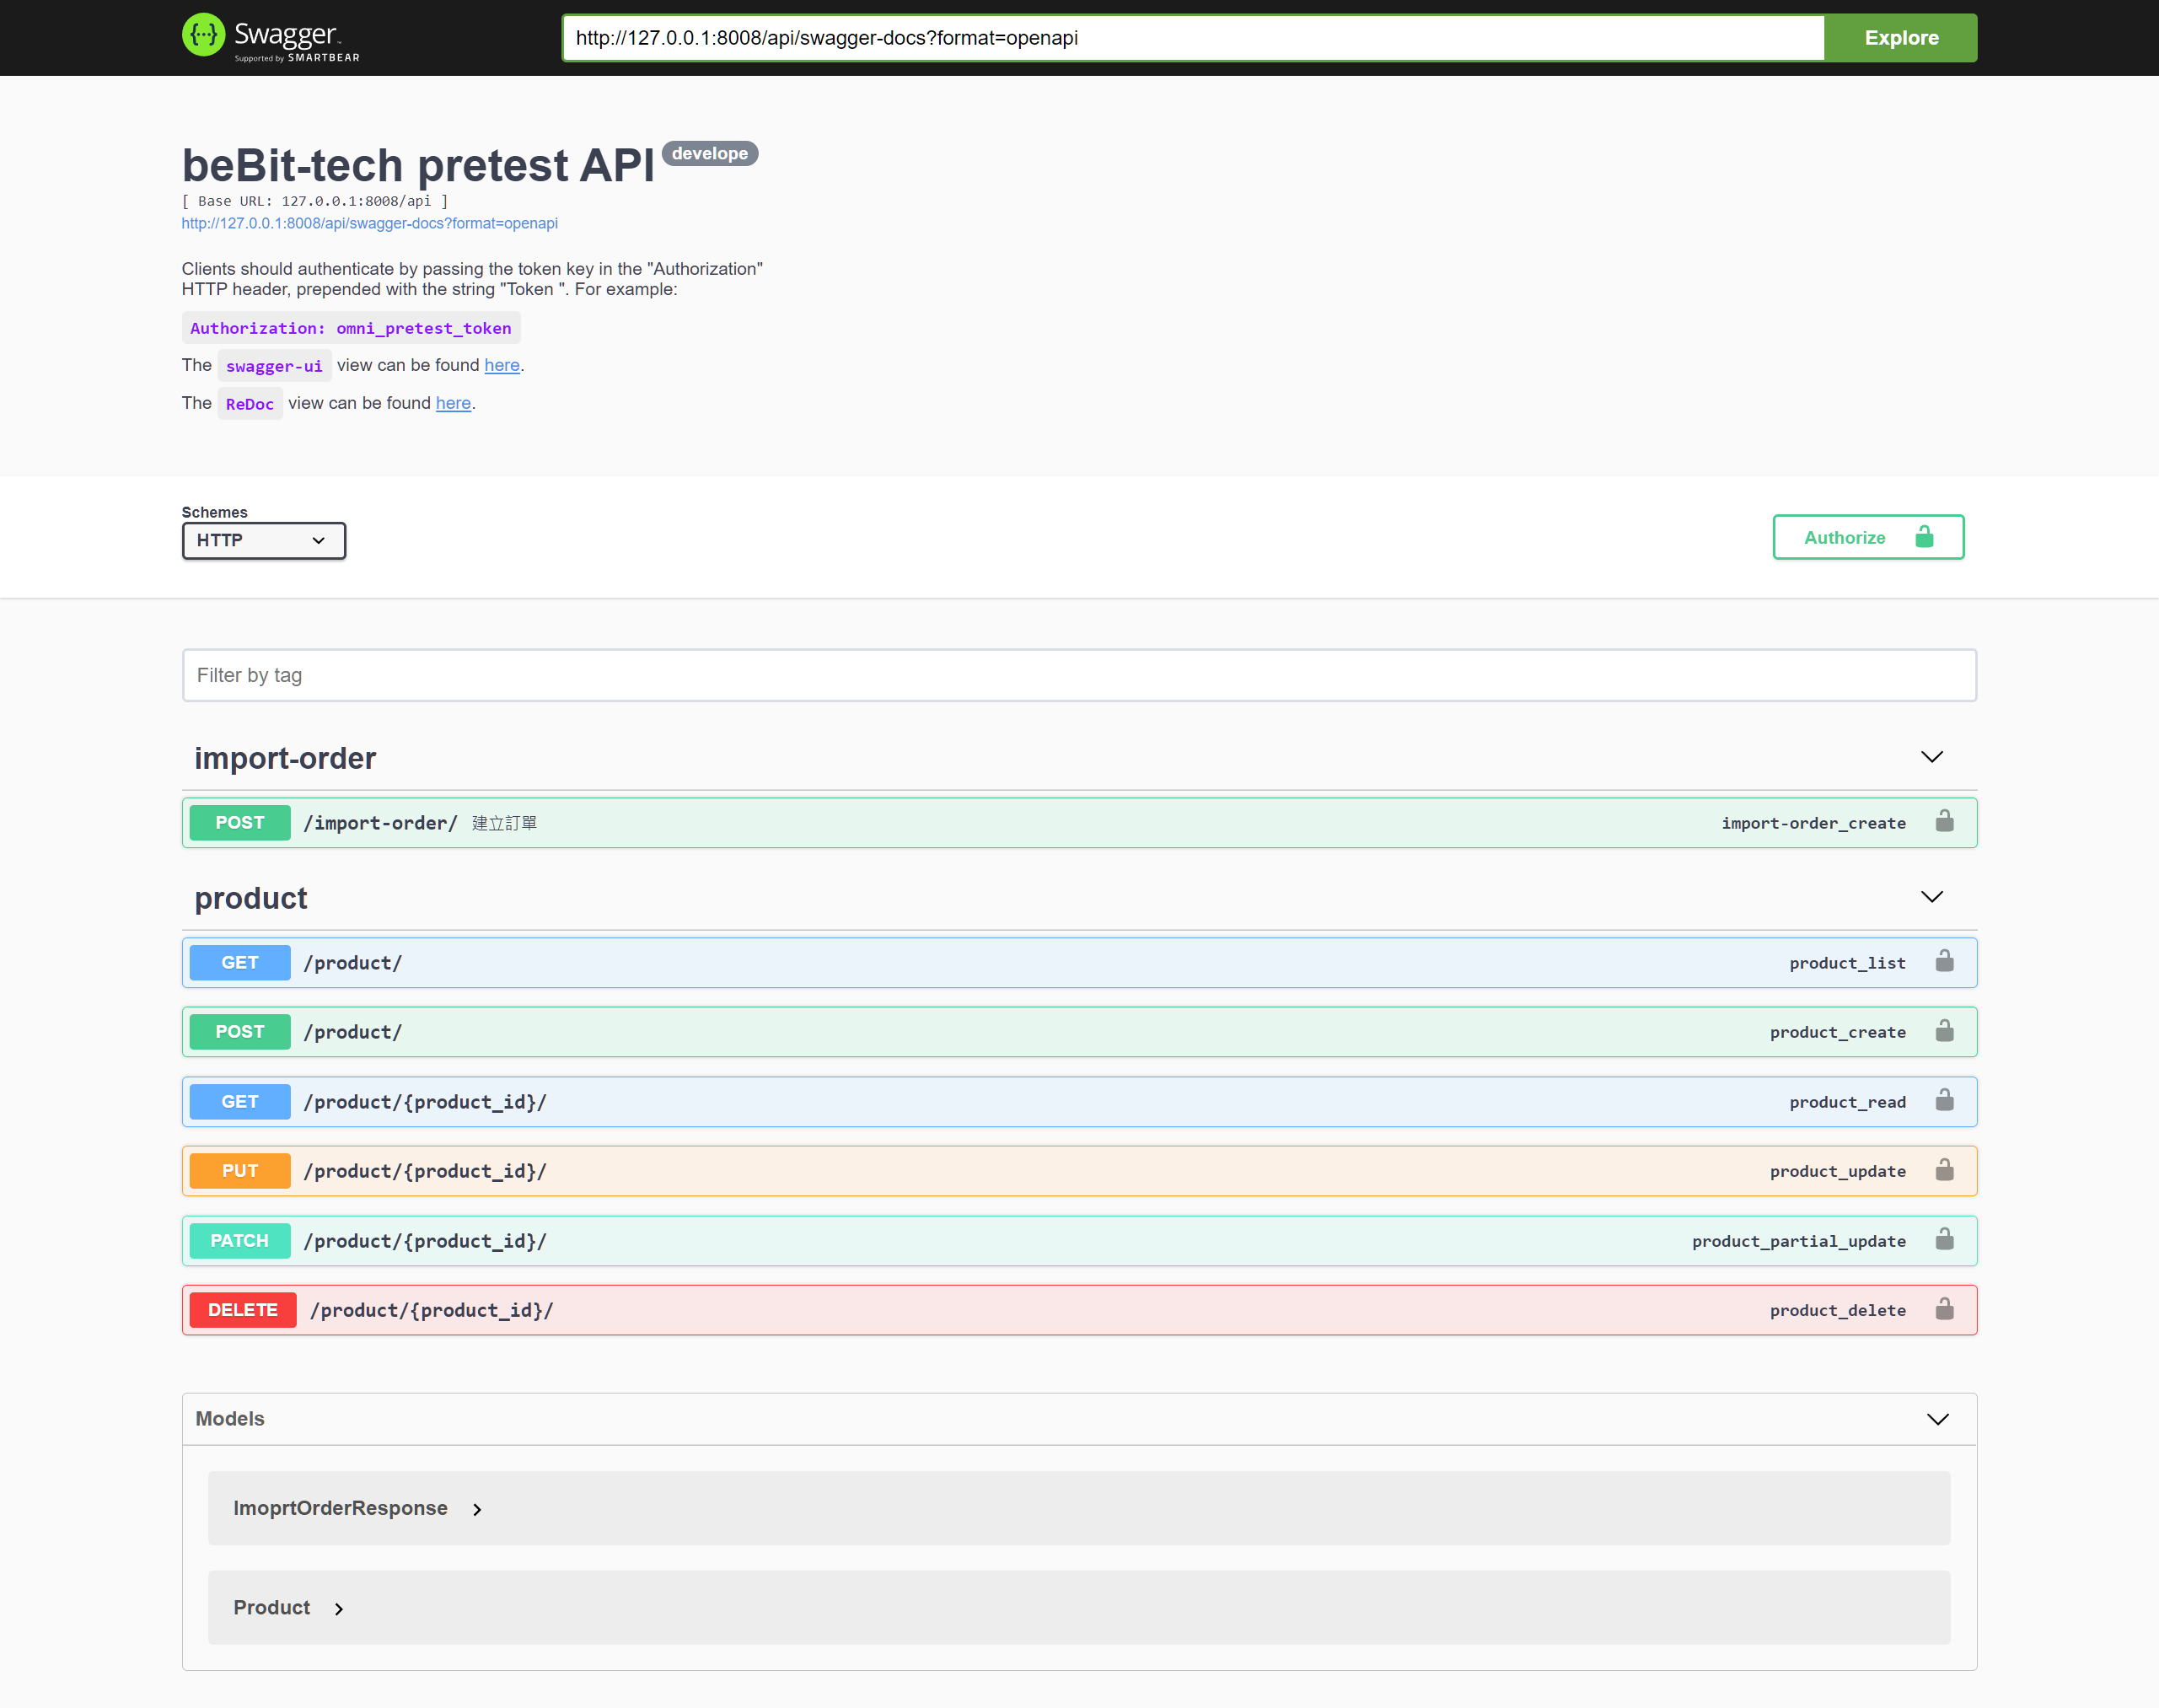 Swagger
Supported by SMARTBEAR
http://127.0.0.1:8008/api/swagger-docs?format=openapi
Explore
beBit-tech pretest API develope
[ Base URL: 127.0.0.1:8008/api ]
http://127.0.0.1:8008/api/swagger-docs?format=openapi
Clients should authenticate by passing the token key in the "Authorization"
HTTP header, prepended with the string "Token ". For example:
Authorization: omni_pretest_token
The swagger-ui view can be found here.
The ReDoc view can be found here.
Schemes
HTTP
Authorize
Filter by tag
import-order
POST /import-order/ 建立訂單 import-order_create
product
GET /product/ product_list
POST /product/ product_create
GET /product/{product_id}/ product_read
PUT /product/{product_id}/ product_update
PATCH /product/{product_id}/ product_partial_update
DELETE /product/{product_id}/ product_delete
Models
ImoprtOrderResponse
Product